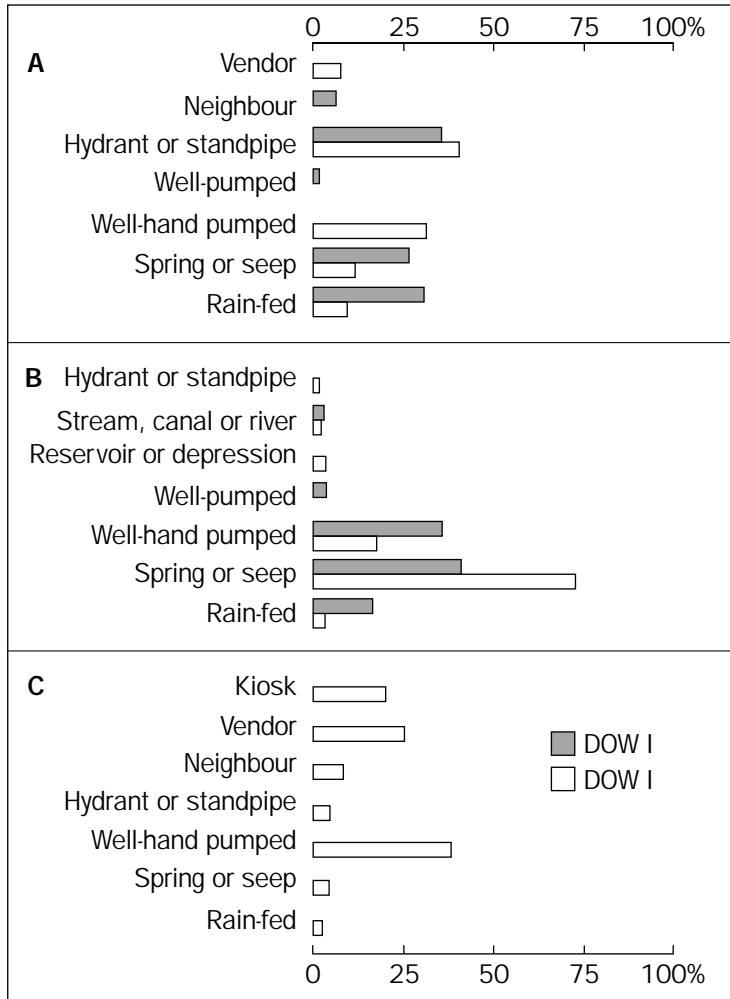 0 25 50 75 100%
A
Vendor
Neighbour
Hydrant or standpipe
Well-pumped
Well-hand pumped
Spring or seep
Rain-fed
B
Hydrant or standpipe
Stream, canal or river
Reservoir or depression
Well-pumped
Well-hand pumped
Spring or seep
Rain-fed
C
Kiosk
Vendor
Neighbour
Hydrant or standpipe
Well-hand pumped
Spring or seep
Rain-fed
DOW I
DOW I
0 25 50 75 100%